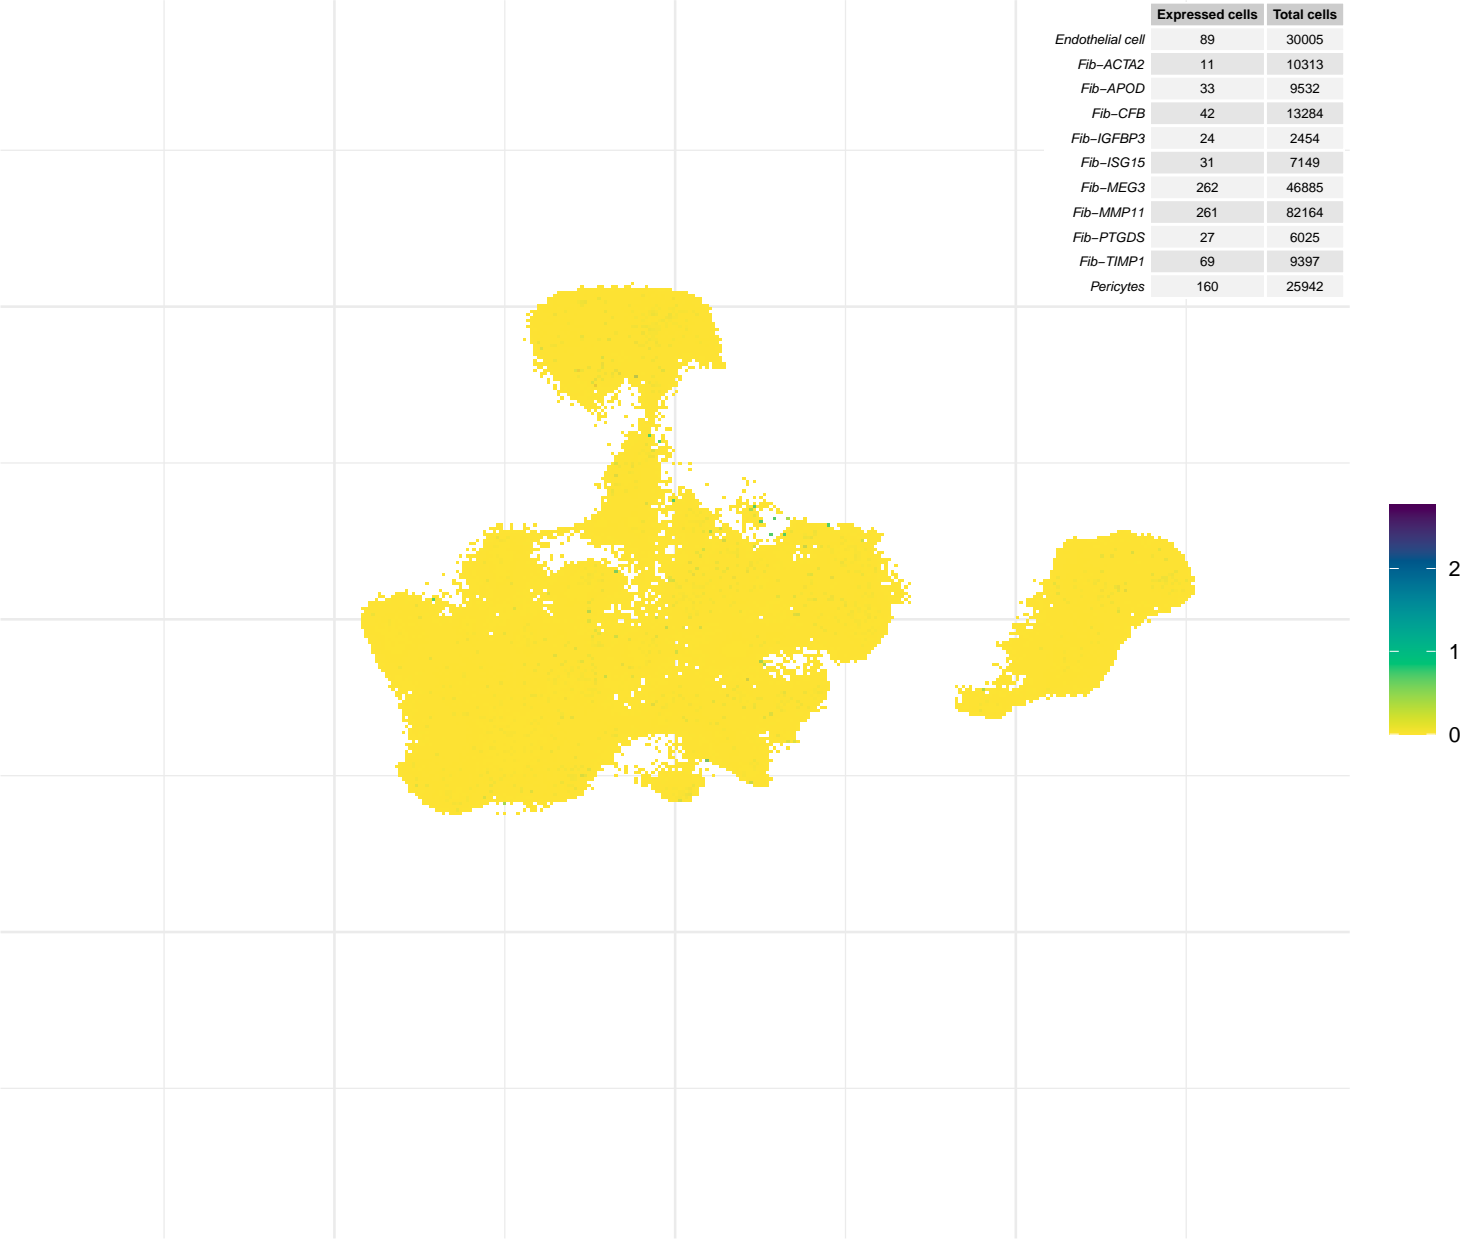 Expressed cells Total cells
Endothelial cell 89 30005
Fib−ACTA2 11 10313
Fib−APOD 33 9532
Fib−CFB 42 13284
Fib−IGFBP3 24 2454
Fib−ISG15 31 7149
Fib−MEG3 262 46885
Fib−MMP11 261 82164
Fib−PTGDS 27 6025
Fib−TIMP1 69 9397
Pericytes 160 25942
2
1
0